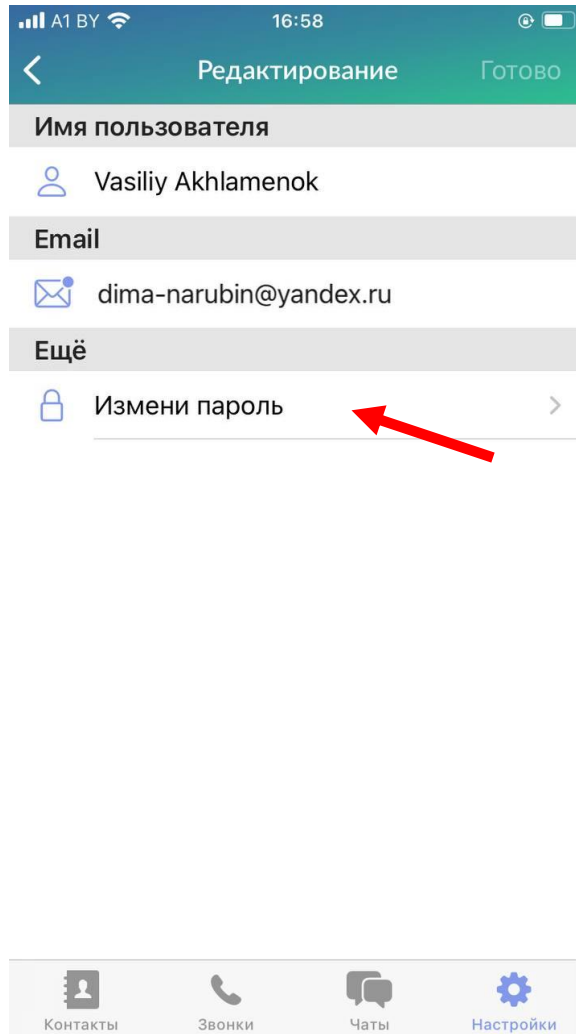 A1 BY 16:58
Редактирование Готово
Имя пользователя
Vasiliy Akhlamenok
Email
dima-narubin@yandex.ru
Ещё
Измени пароль
Контакты Звонки Чаты Настройки